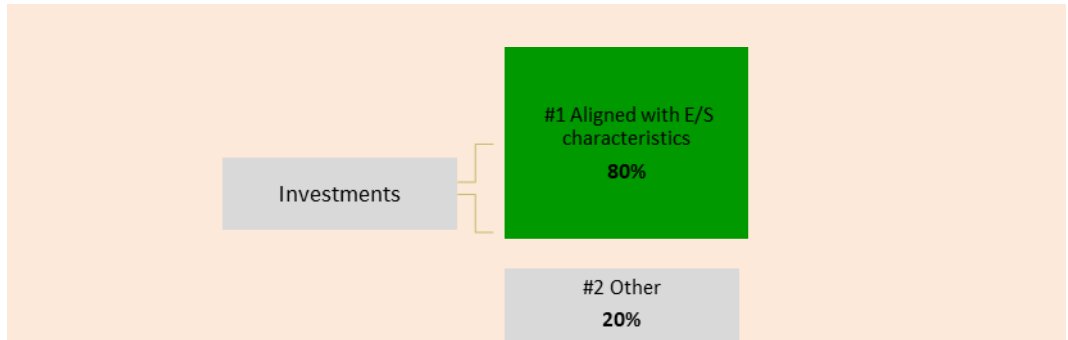 #1 Aligned with E/S
characteristics
80%
Investments
#2 Other
20%